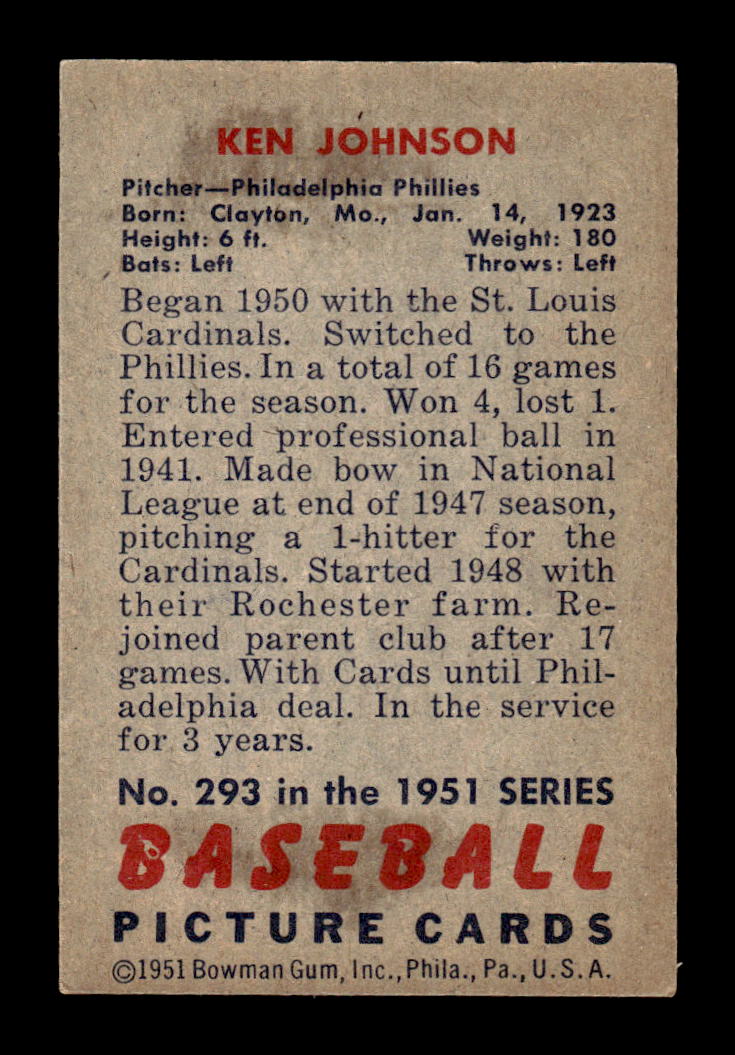 KEN JOHNSON
Pitcher—Philadelphia Phillies
Born: Clayton, Mo., Jan. 14, 1923
Height: 6 ft. Weight: 180
Bats: Left Throws: Left
Began 1950 with the St. Louis
Cardinals. Switched to the
Phillies. In a total of 16 games
for the season. Won 4, lost 1.
Entered professional ball in
1941. Made bow in National
League at end of 1947 season,
pitching a 1-hitter for the
Cardinals. Started 1948 with
their Rochester farm. Re-
joined parent club after 17
games. With Cards until Phil-
adelphia deal. In the service
for 3 years.
No. 293 in the 1951 SERIES
BASEBALL
PICTURE CARDS
©1951 Bowman Gum, Inc., Phila., Pa., U.S.A.